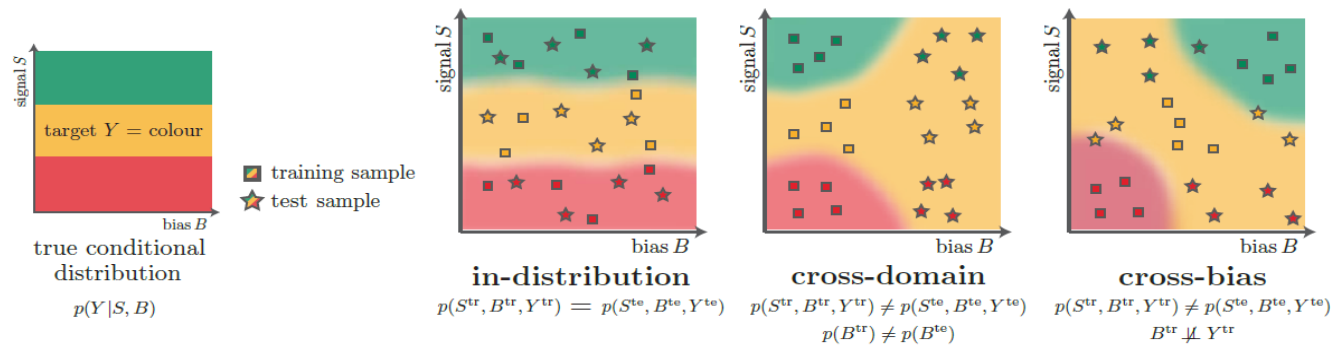 signal S
target Y = colour
bias B
true conditional
distribution
p(Y|S, B)
training sample
test sample
signal S
bias B
in-distribution
p(S^tr, B^tr, Y^tr) = p(S^te, B^te, Y^te)
signal S
bias B
cross-domain
p(S^tr, B^tr, Y^tr) ≠ p(S^te, B^te, Y^te)
p(B^tr) ≠ p(B^te)
signal S
bias B
cross-bias
p(S^tr, B^tr, Y^tr) ≠ p(S^te, B^te, Y^te)
B^tr ⊥̸⊥ Y^tr